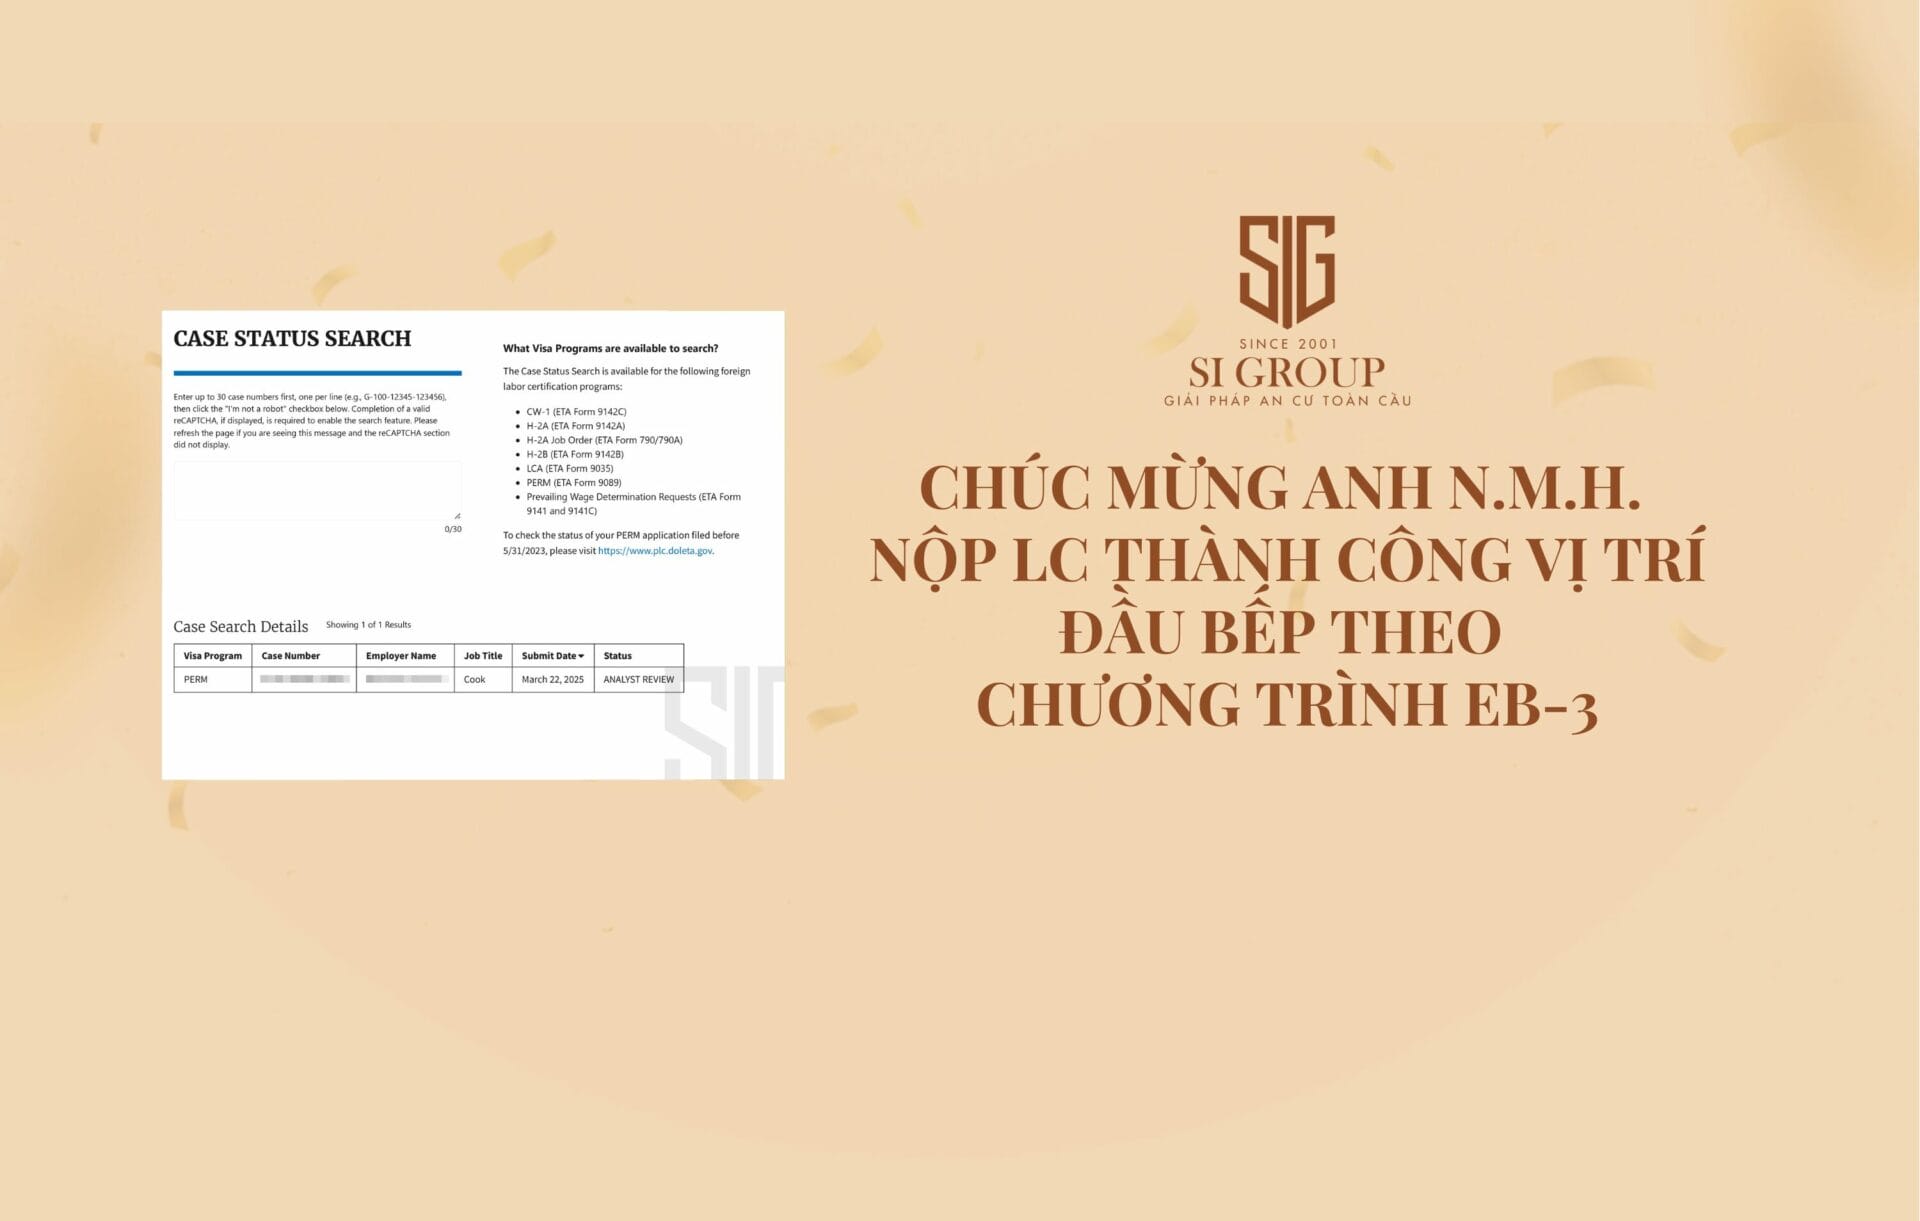 CASE STATUS SEARCH
Enter up to 30 case numbers first, one per line (e.g., G-100-12345-123456),
then click the "I'm not a robot" checkbox below. Completion of a valid
reCAPTCHA, if displayed, is required to enable the search feature. Please
refresh the page if you are seeing this message and the reCAPTCHA section
did not display.
0/30
What Visa Programs are available to search?
The Case Status Search is available for the following foreign
labor certification programs:
• CW-1 (ETA Form 9142C)
• H-2A (ETA Form 9142A)
• H-2A Job Order (ETA Form 790/790A)
• H-2B (ETA Form 9142B)
• LCA (ETA Form 9035)
• PERM (ETA Form 9089)
• Prevailing Wage Determination Requests (ETA Form
9141 and 9141C)
To check the status of your PERM application filed before
5/31/2023, please visit https://www.plc.doleta.gov.
Case Search Details Showing 1 of 1 Results
Visa Program Case Number Employer Name Job Title Submit Date Status
PERM Cook March 22, 2025 ANALYST REVIEW
SIG
SIG
SINCE 2001
SI GROUP
GIẢI PHÁP AN CƯ TOÀN CẦU
CHÚC MỪNG ANH N.M.H.
NỘP LC THÀNH CÔNG VỊ TRÍ
ĐẦU BẾP THEO
CHƯƠNG TRÌNH EB-3